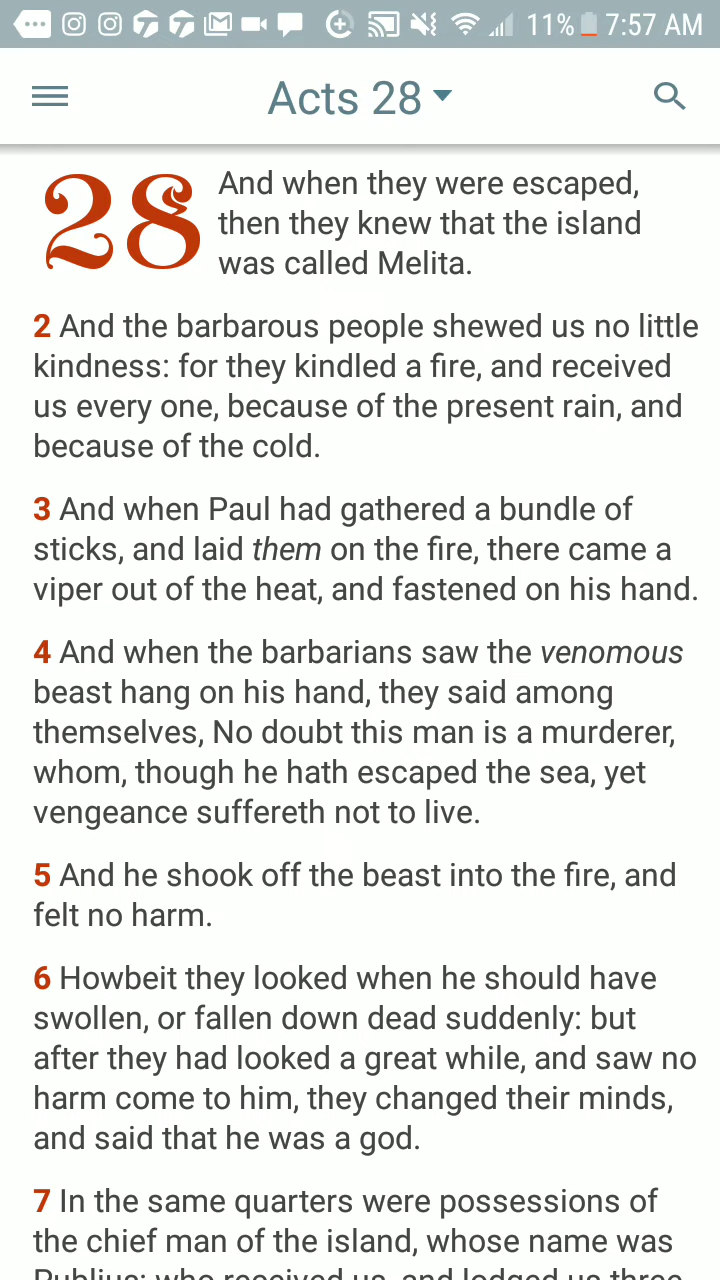 11% 7:57 AM
Acts 28
28 And when they were escaped,
then they knew that the island
was called Melita.
2 And the barbarous people shewed us no little
kindness: for they kindled a fire, and received
us every one, because of the present rain, and
because of the cold.
3 And when Paul had gathered a bundle of
sticks, and laid them on the fire, there came a
viper out of the heat, and fastened on his hand.
4 And when the barbarians saw the venomous
beast hang on his hand, they said among
themselves, No doubt this man is a murderer,
whom, though he hath escaped the sea, yet
vengeance suffereth not to live.
5 And he shook off the beast into the fire, and
felt no harm.
6 Howbeit they looked when he should have
swollen, or fallen down dead suddenly: but
after they had looked a great while, and saw no
harm come to him, they changed their minds,
and said that he was a god.
7 In the same quarters were possessions of
the chief man of the island, whose name was
Publius; who received us, and lodged us three